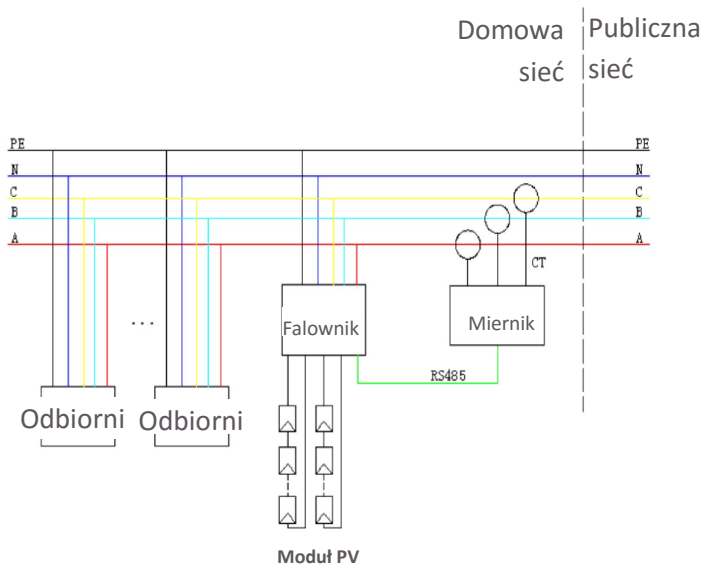 Domowa Publiczna
sieć sieć
PE PE
N N
C C
B B
A A
CT
...
Falownik Miernik
RS485
Odbiorni Odbiorni
Moduł PV